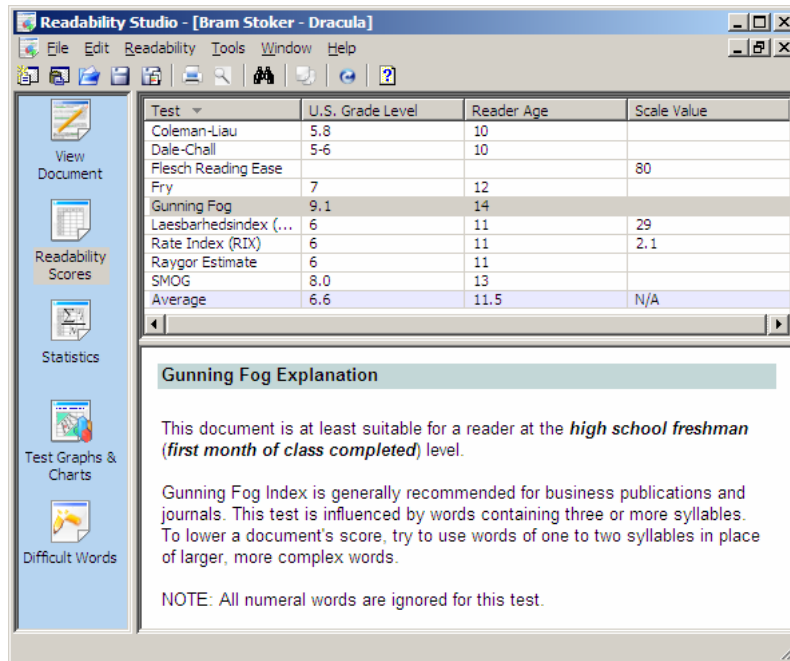 Readability Studio - [Bram Stoker - Dracula]
File Edit Readability Tools Window Help
View
Document
Readability
Scores
Statistics
Test Graphs &
Charts
Difficult Words
Test U.S. Grade Level Reader Age Scale Value
Coleman-Liau 5.8 10
Dale-Chall 5-6 10
Flesch Reading Ease 80
Fry 7 12
Gunning Fog 9.1 14
Laesbarhedsindex (... 6 11 29
Rate Index (RIX) 6 11 2.1
Raygor Estimate 6 11
SMOG 8.0 13
Average 6.6 11.5 N/A
Gunning Fog Explanation
This document is at least suitable for a reader at the high school freshman
(first month of class completed) level.
Gunning Fog Index is generally recommended for business publications and
journals. This test is influenced by words containing three or more syllables.
To lower a document's score, try to use words of one to two syllables in place
of larger, more complex words.
NOTE: All numeral words are ignored for this test.